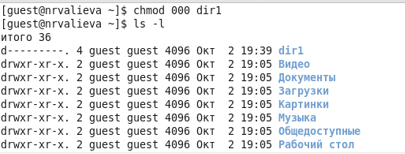 [guest@nrvalieva ~]$ chmod 000 dir1
[guest@nrvalieva ~]$ ls -l
итого 36
d---------. 4 guest guest 4096 Окт  2 19:39 dir1
drwxr-xr-x. 2 guest guest 4096 Окт  2 19:05 Видео
drwxr-xr-x. 2 guest guest 4096 Окт  2 19:05 Документы
drwxr-xr-x. 2 guest guest 4096 Окт  2 19:05 Загрузки
drwxr-xr-x. 2 guest guest 4096 Окт  2 19:05 Картинки
drwxr-xr-x. 2 guest guest 4096 Окт  2 19:05 Музыка
drwxr-xr-x. 2 guest guest 4096 Окт  2 19:05 Общедоступные
drwxr-xr-x. 2 guest guest 4096 Окт  2 19:05 Рабочий стол